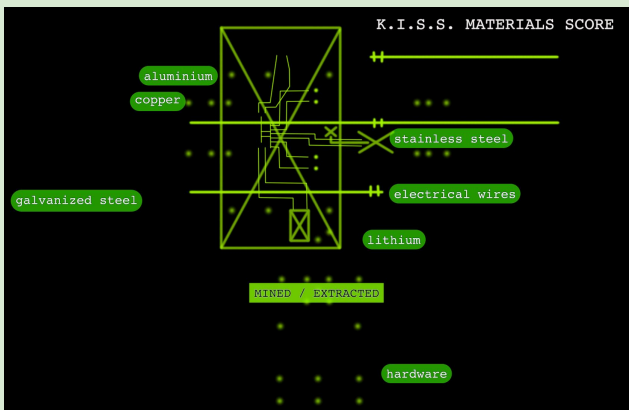 K.I.S.S. MATERIALS SCORE
aluminium
copper
stainless steel
electrical wires
galvanized steel
lithium
MINED / EXTRACTED
hardware